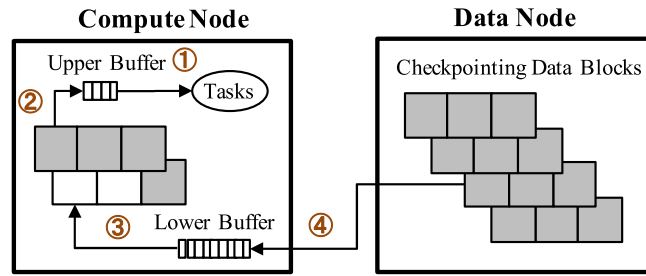 Compute Node
Data Node
Upper Buffer
①
Tasks
②
③
Lower Buffer
④
Checkpointing Data Blocks